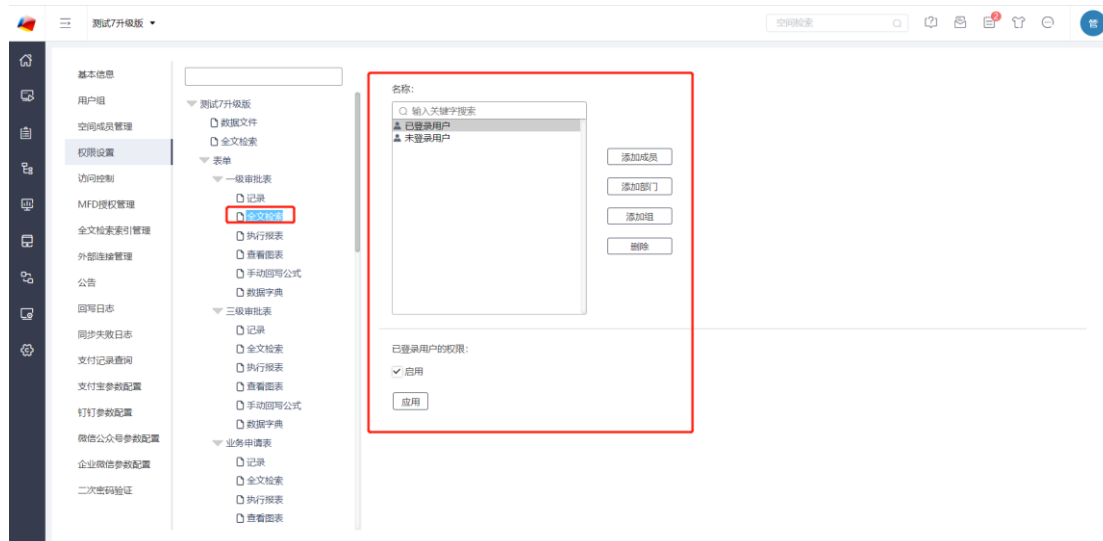 测试7升级版
空间检索
2
管
基本信息
用户组
空间成员管理
权限设置
访问控制
MFD授权管理
全文检索索引管理
外部连接管理
公告
回写日志
同步失败日志
支付记录查询
支付宝参数配置
钉钉参数配置
微信公众号参数配置
企业微信参数配置
二次密码验证
测试7升级版
数据文件
全文检索
表单
一级审批表
记录
全文检索
执行报表
查看图表
手动回写公式
数据字典
三级审批表
记录
全文检索
执行报表
查看图表
手动回写公式
数据字典
业务申请表
记录
全文检索
执行报表
查看图表
名称：
输入关键字搜索
已登录用户
未登录用户
添加成员
添加部门
添加组
删除
已登录用户的权限：
启用
应用